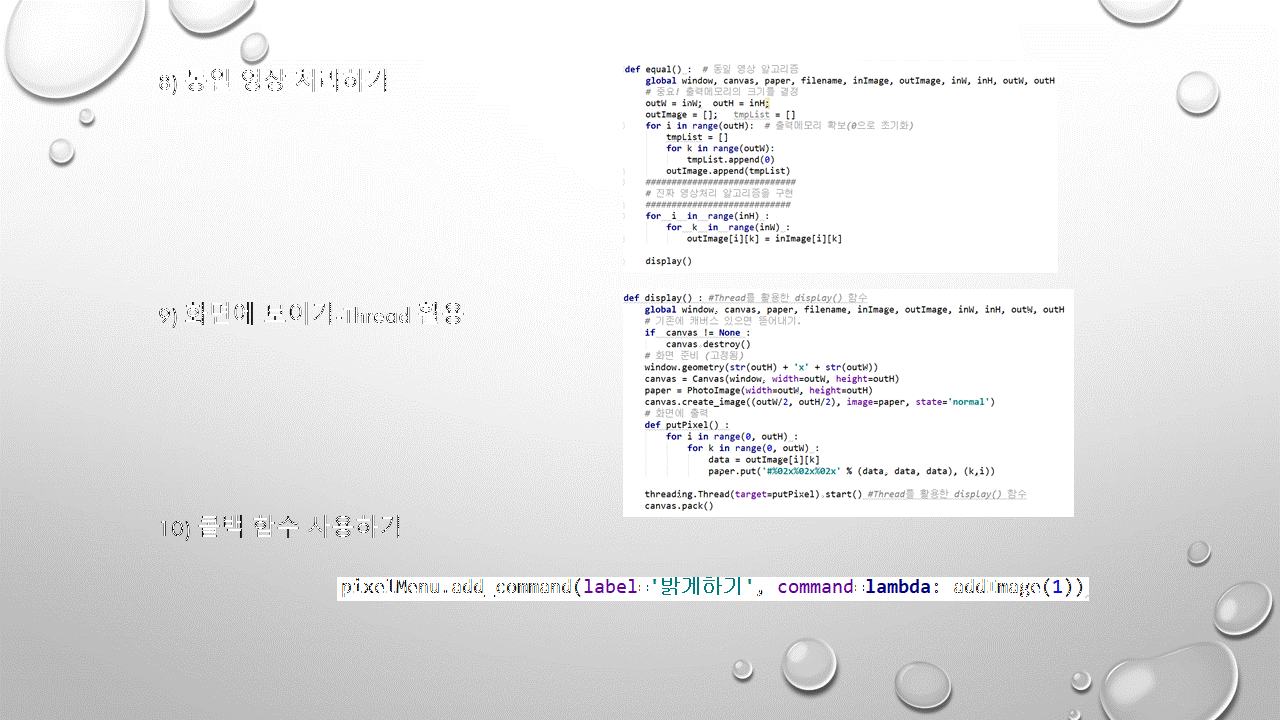 8) 동일 영상 처리하기
def equal() :  # 동일 영상 알고리즘
    global window, canvas, paper, filename, inImage, outImage, inW, inH, outW, outH
    # 중요! 출력메모리의 크기를 결정
    outW = inW;  outH = inH;
    outImage = [];   tmpList = []
    for i in range(outH):  # 출력메모리 확보(0으로 초기화)
        tmpList = []
        for k in range(outW):
            tmpList.append(0)
        outImage.append(tmpList)
    #############################
    # 진짜 영상처리 알고리즘을 구현
    ############################
    for  i  in  range(inH) :
        for  k  in  range(inW) :
            outImage[i][k] = inImage[i][k]
    display()
9) 화면에 보이기.Thread 활용
def display() : #Thread를 활용한 display() 함수
    global window, canvas, paper, filename, inImage, outImage, inW, inH, outW, outH
    # 기존에 캐버스 있으면 뜯어내기.
    if  canvas != None :
        canvas.destroy()
    # 화면 준비 (고정됨)
    window.geometry(str(outH) + 'x' + str(outW))
    canvas = Canvas(window, width=outW, height=outH)
    paper = PhotoImage(width=outW, height=outH)
    canvas.create_image((outW/2, outH/2), image=paper, state='normal')
    # 화면에 출력
    def putPixel() :
        for i in range(0, outH) :
            for k in range(0, outW) :
                data = outImage[i][k]
                paper.put('#%02x%02x%02x' % (data, data, data), (k,i))
    threading.Thread(target=putPixel).start() #Thread를 활용한 display() 함수
    canvas.pack()
10) 콜백 함수 사용하기
pixelMenu.add_command(label='밝게하기', command=lambda: addImage(1))